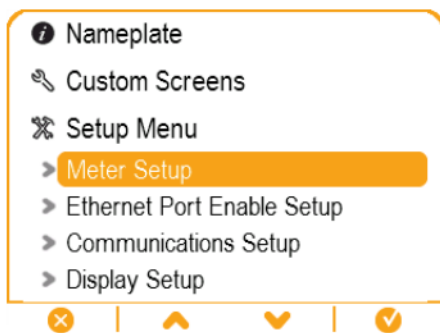 Nameplate
Custom Screens
Setup Menu
Meter Setup
Ethernet Port Enable Setup
Communications Setup
Display Setup